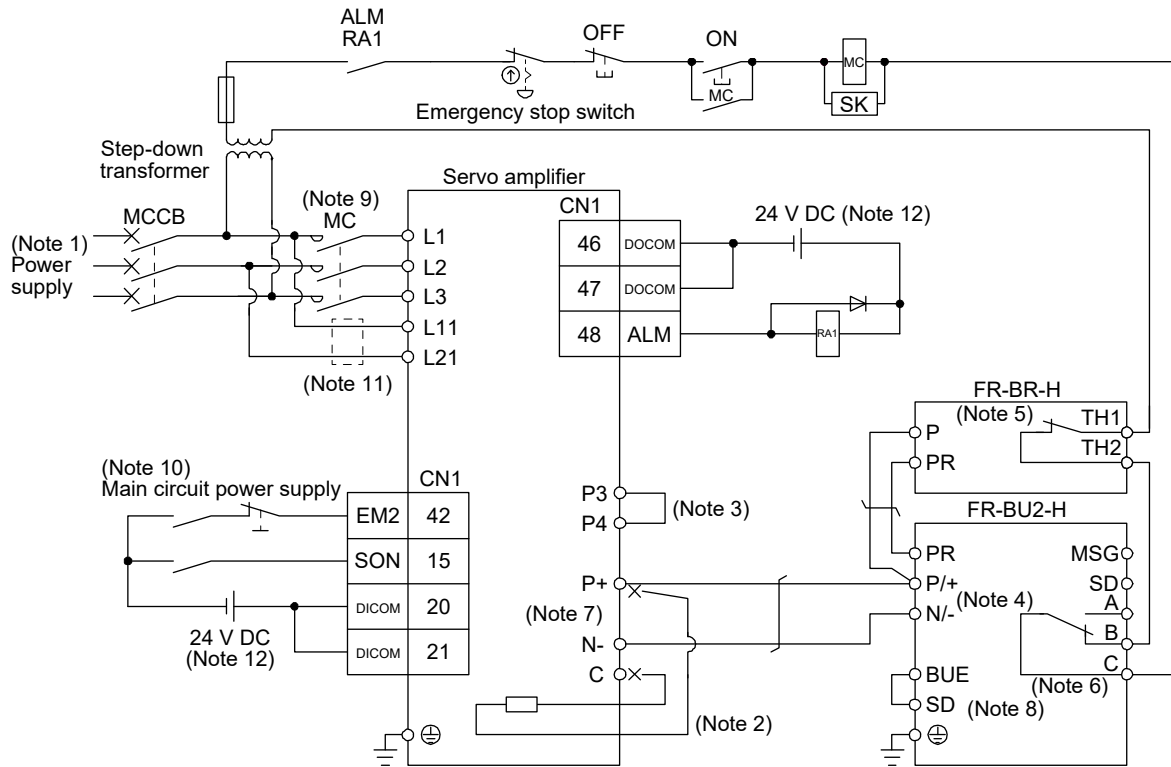 ALM
RA1
OFF
ON
MC
SK
MC
Emergency stop switch
Step-down
transformer
Servo amplifier
(Note 9)
MC
MCCB
(Note 1)
Power
supply
L1
L2
L3
L11
L21
(Note 11)
CN1
46 DOCOM
47 DOCOM
48 ALM
24 V DC (Note 12)
RA1
FR-BR-H
(Note 5)
P
PR
TH1
TH2
(Note 10)
Main circuit power supply
CN1
EM2 42
SON 15
DICOM 20
DICOM 21
24 V DC
(Note 12)
P3
P4
(Note 3)
P+
(Note 7)
N-
C
(Note 2)
FR-BU2-H
PR
P/+
N/-
(Note 4)
MSG
SD
A
B
C
(Note 6)
BUE
SD
(Note 8)